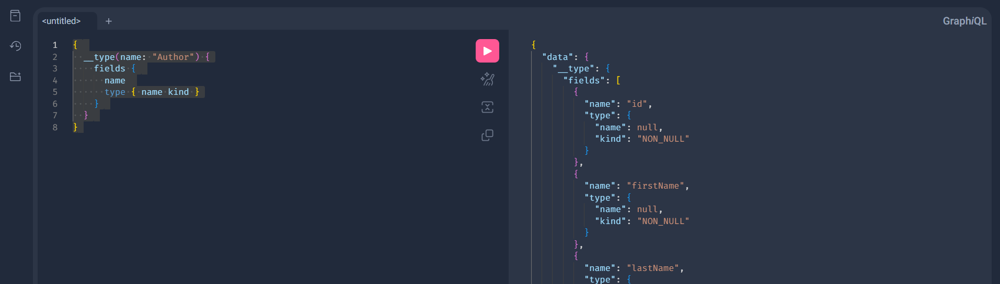 <untitled>
GraphiQL
1 {
2   __type(name: "Author") {
3     fields {
4       name
5       type { name kind }
6     }
7   }
8 }
{
  "data": {
    "__type": {
      "fields": [
        {
          "name": "id",
          "type": {
            "name": null,
            "kind": "NON_NULL"
          }
        },
        {
          "name": "firstName",
          "type": {
            "name": null,
            "kind": "NON_NULL"
          }
        },
        {
          "name": "lastName",
          "type": {